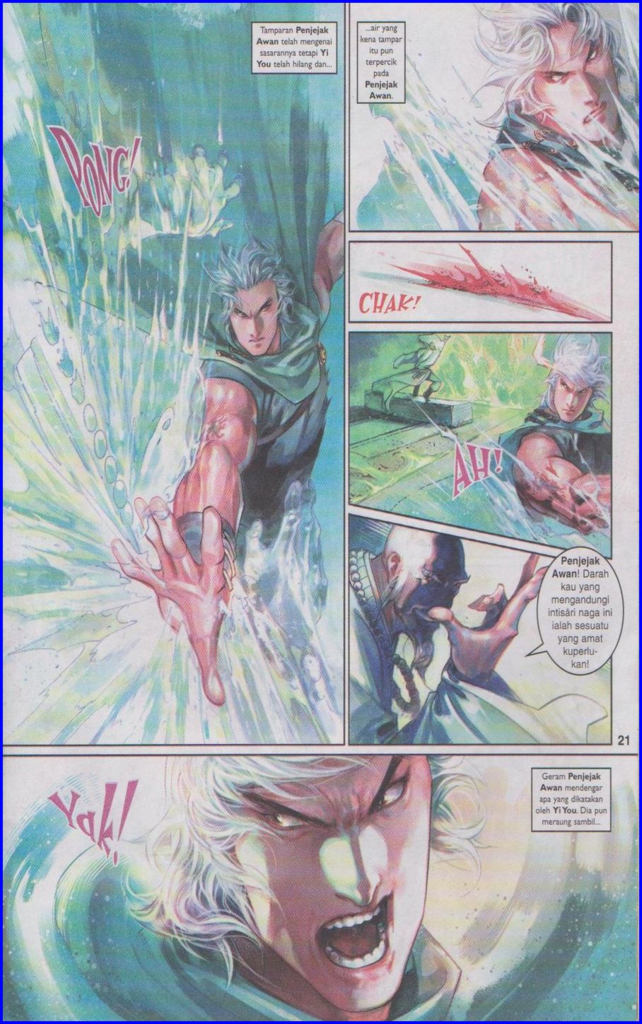 Tamparan Penjejak
Awan telah mengenai
sasarannya tetapi Yi
You telah hilang dan...
PONG!
...air yang
kena tampar
itu pun
terpercik
pada
Penjejak
Awan.
CHAK!
AH!
Penjejak
Awan! Darah
kau yang
mengandungi
intisari naga ini
ialah sesuatu
yang amat
kuperlu-
kan!
21
Yak!
Geram Penjejak
Awan mendengar
apa yang dikatakan
oleh Yi You. Dia pun
meraung sambil...